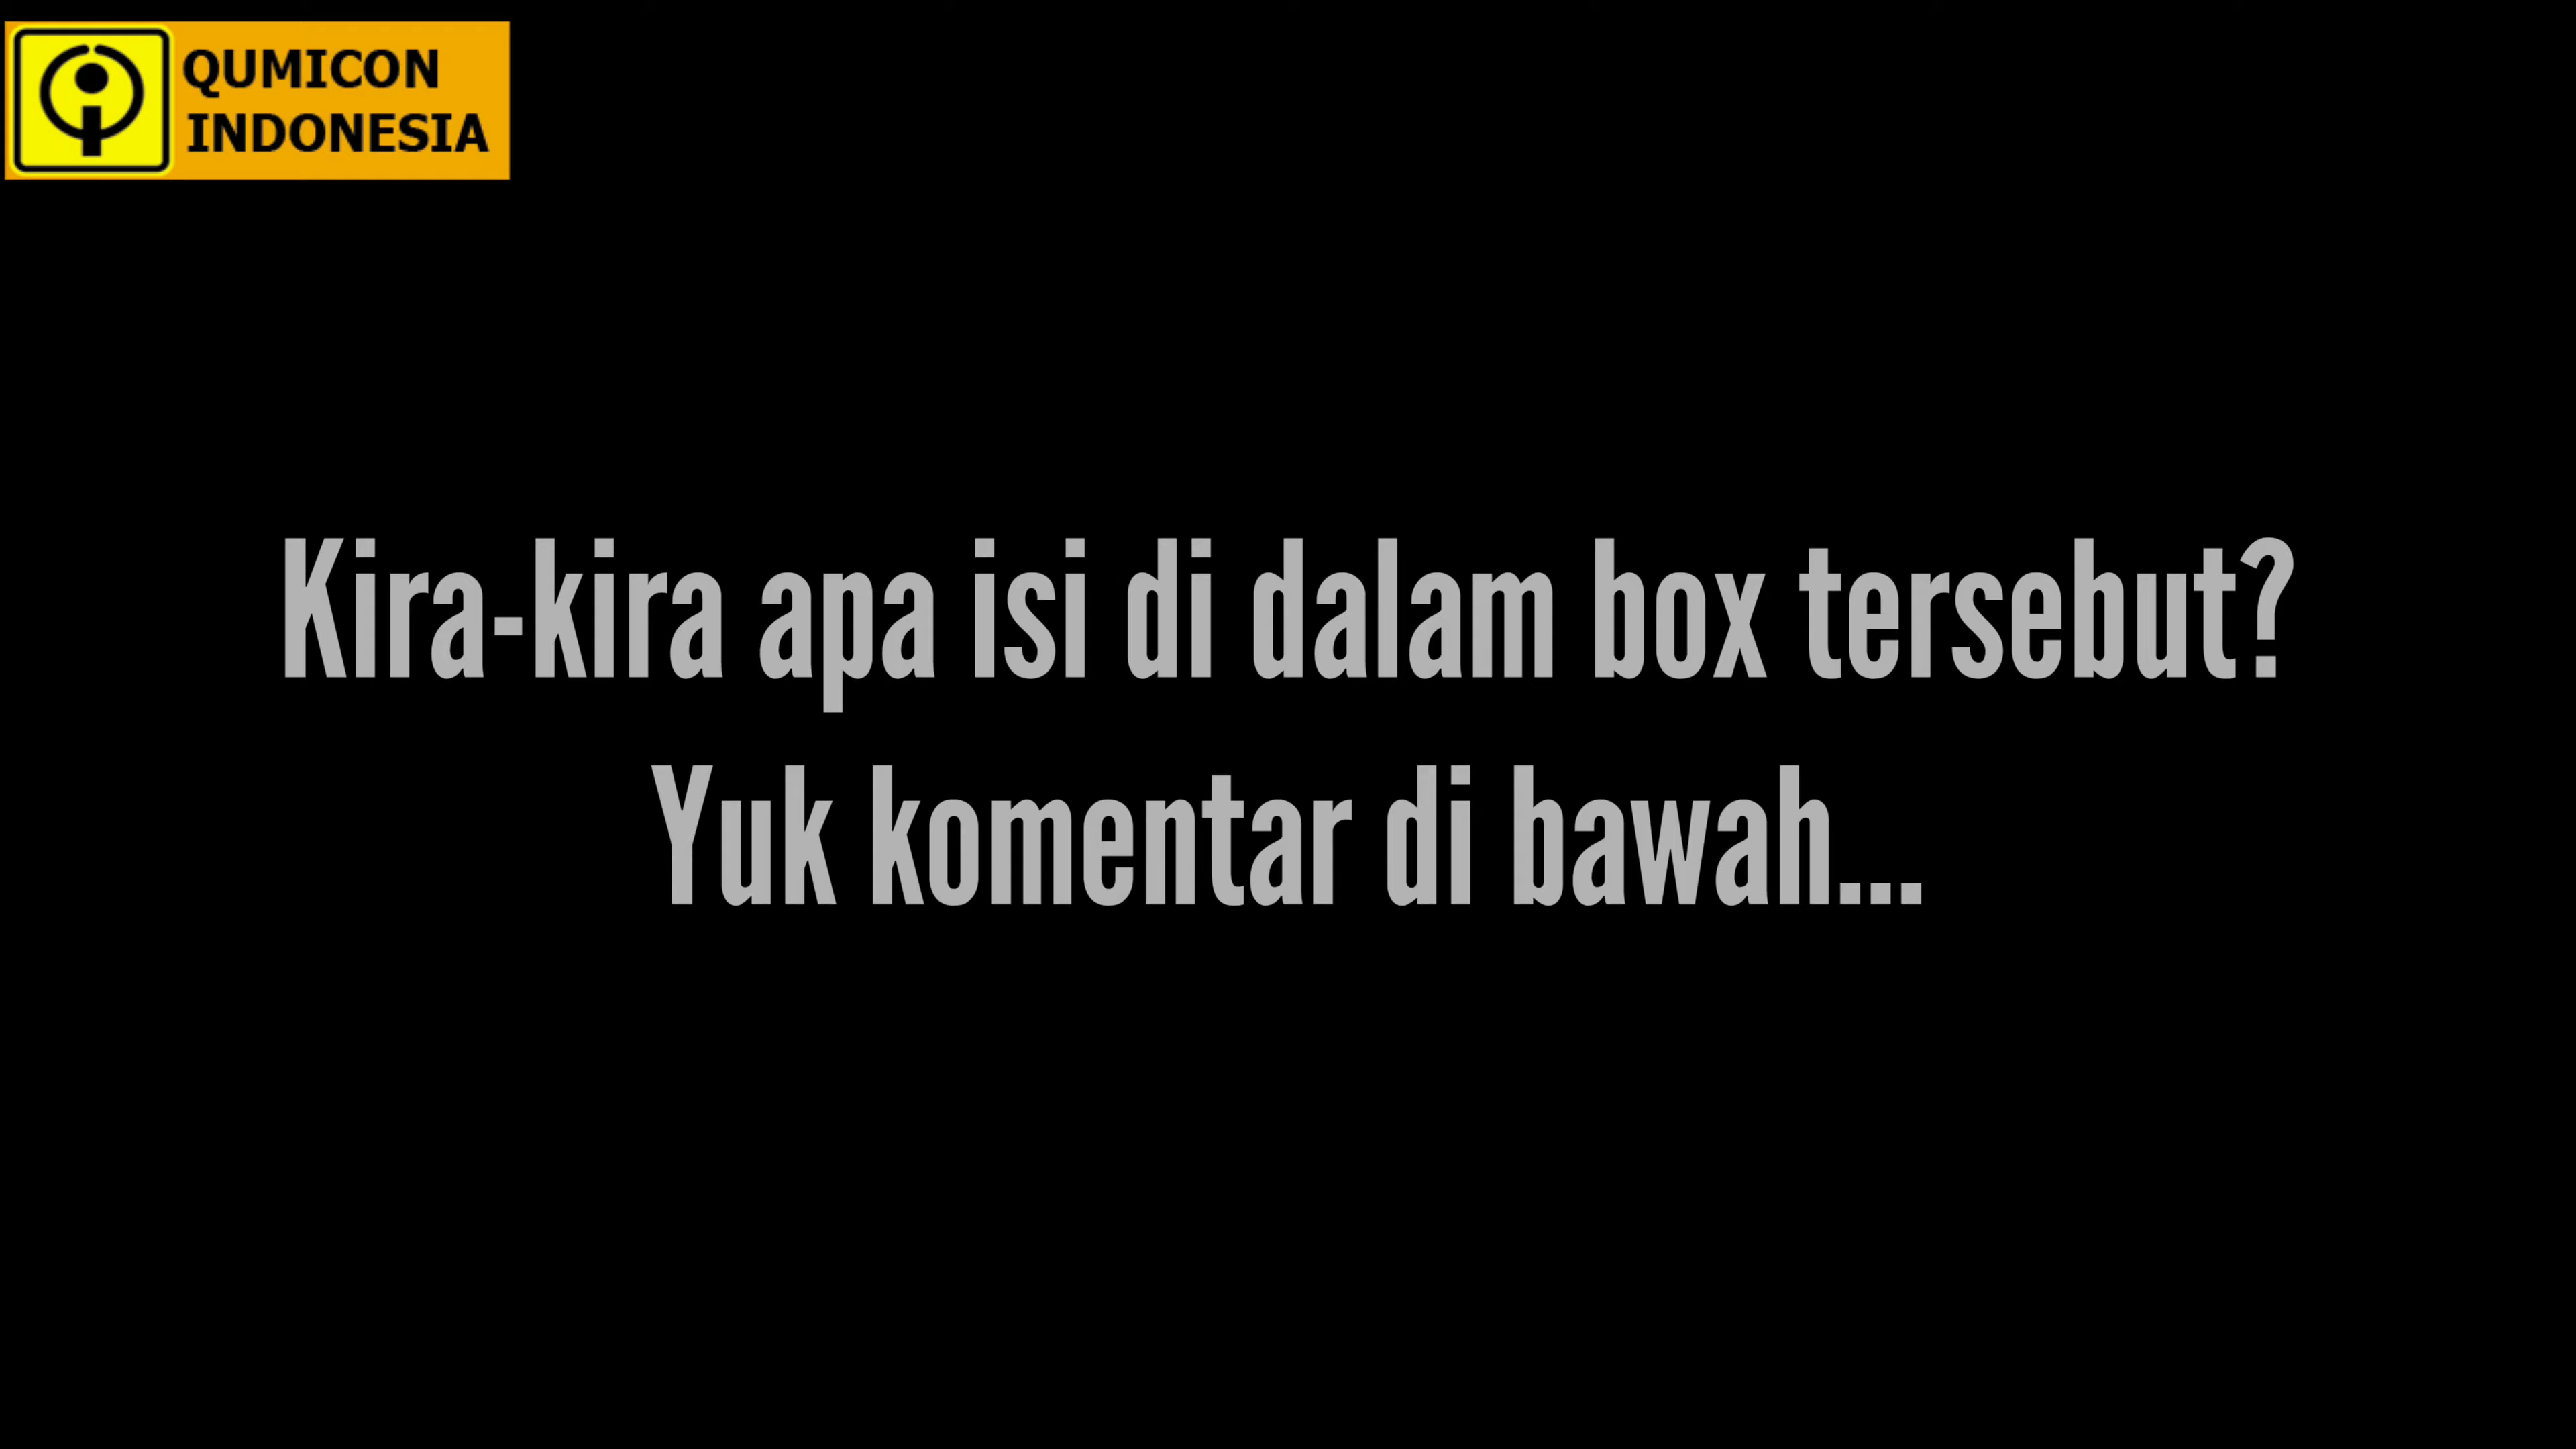 QUMICON
INDONESIA
Kira-kira apa isi di dalam box tersebut?
Yuk komentar di bawah...